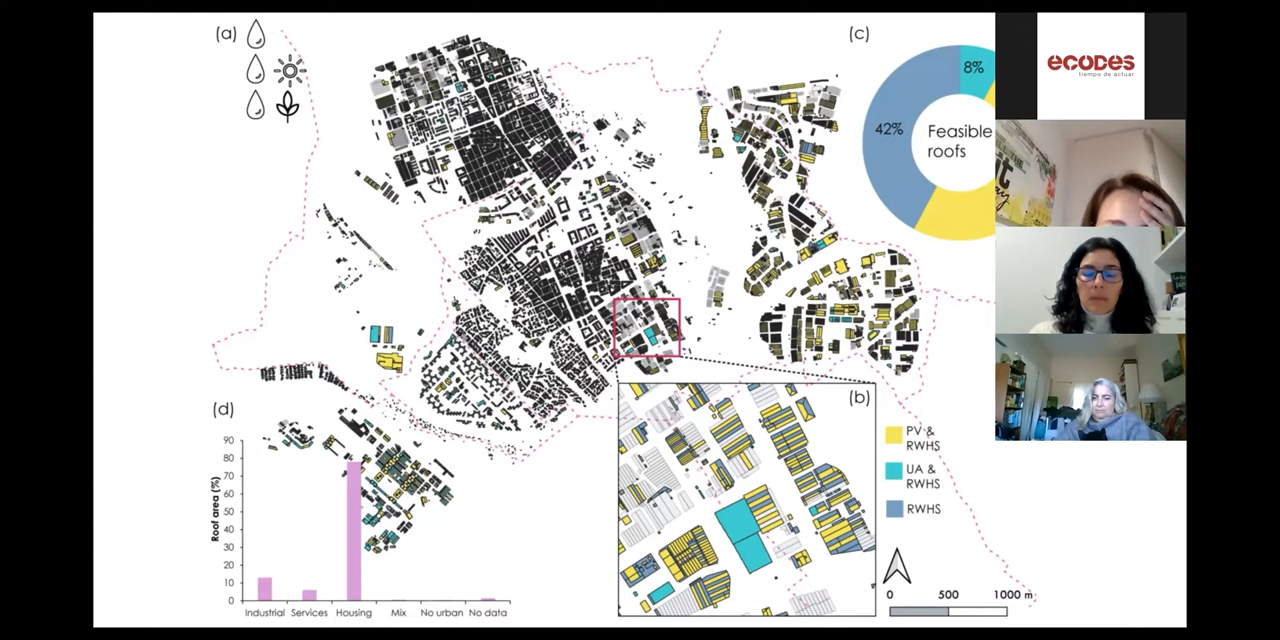 (a)
(c)
8%
42%
Feasible
roofs
ecodes
tiempo de actuar
(d)
90
80
70
60
50
40
30
20
10
0
Roof area (%)
Industrial
Services
Housing
Mix
No urban
No data
(b)
PV &
RWHS
UA &
RWHS
RWHS
0
500
1000 m